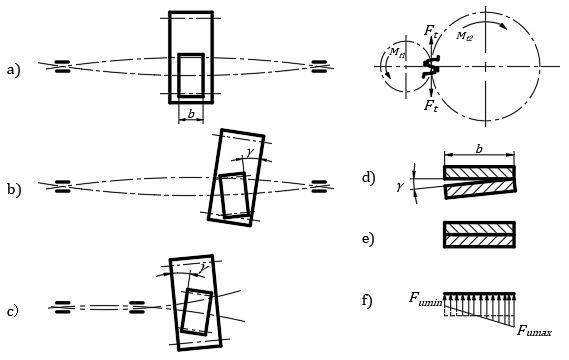 a)
b
F_t
M_t1
M_t2
F_t
b)
γ
d)
b
γ
e)
c)
γ
f)
F_umin
F_umax